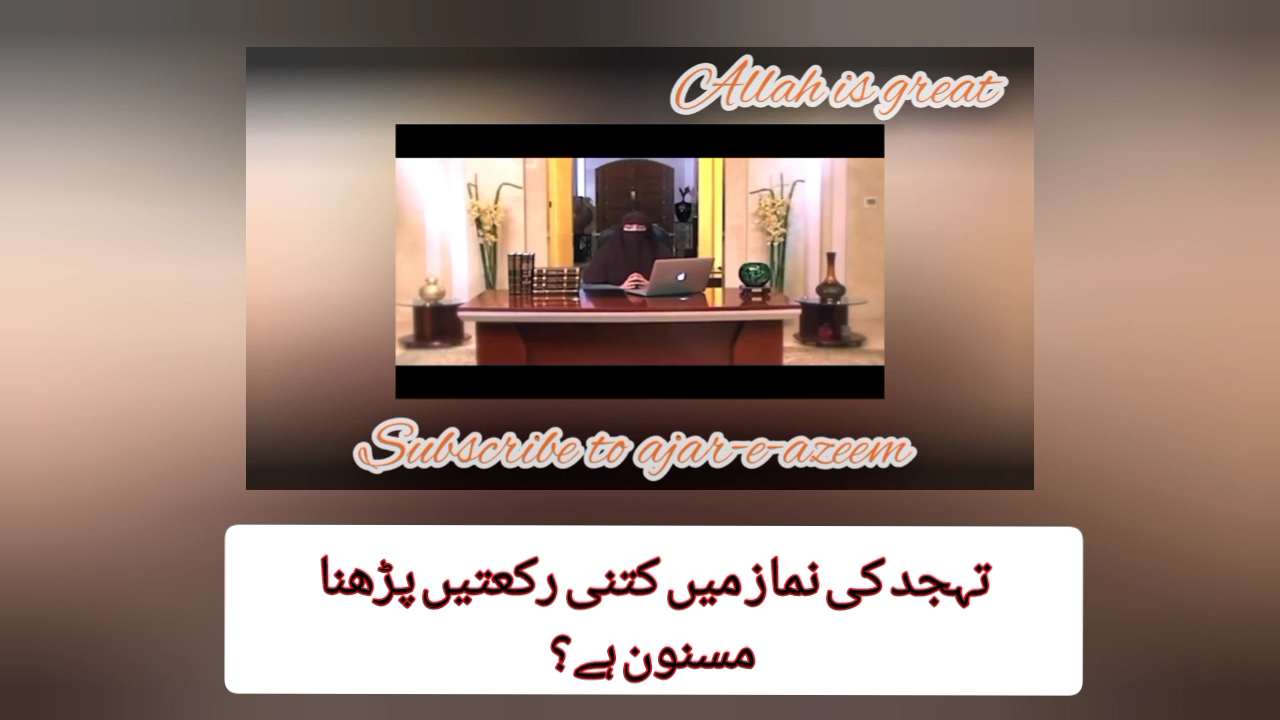 Allah is great
Subscribe to ajar-e-azeem
تہجد کی نماز میں کتنی رکعتیں پڑھنا
مسنون ہے؟